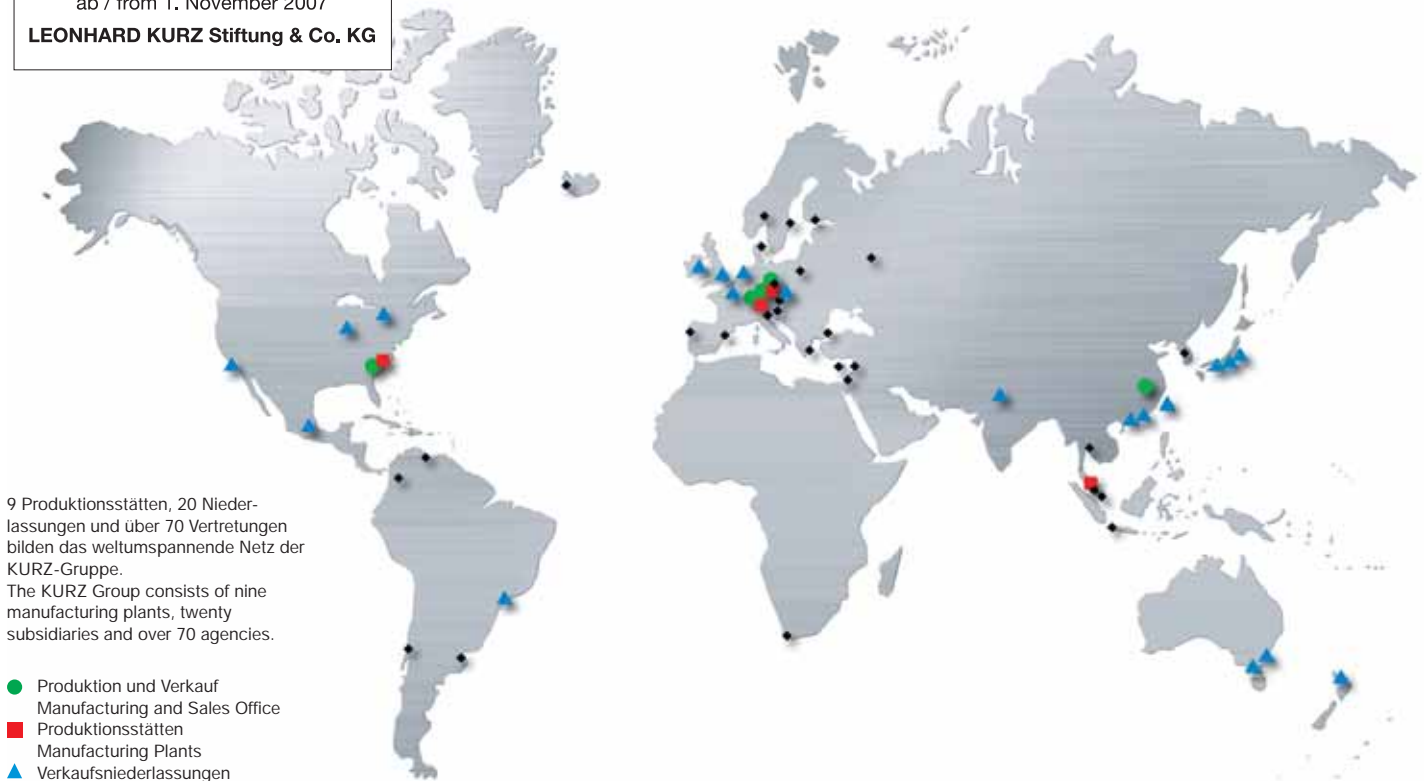 ab / from 1. November 2007
LEONHARD KURZ Stiftung & Co. KG
9 Produktionsstätten, 20 Nieder-
lassungen und über 70 Vertretungen
bilden das weltumspannende Netz der
KURZ-Gruppe.
The KURZ Group consists of nine
manufacturing plants, twenty
subsidiaries and over 70 agencies.
Produktion und Verkauf
Manufacturing and Sales Office
Produktionsstätten
Manufacturing Plants
Verkaufsniederlassungen